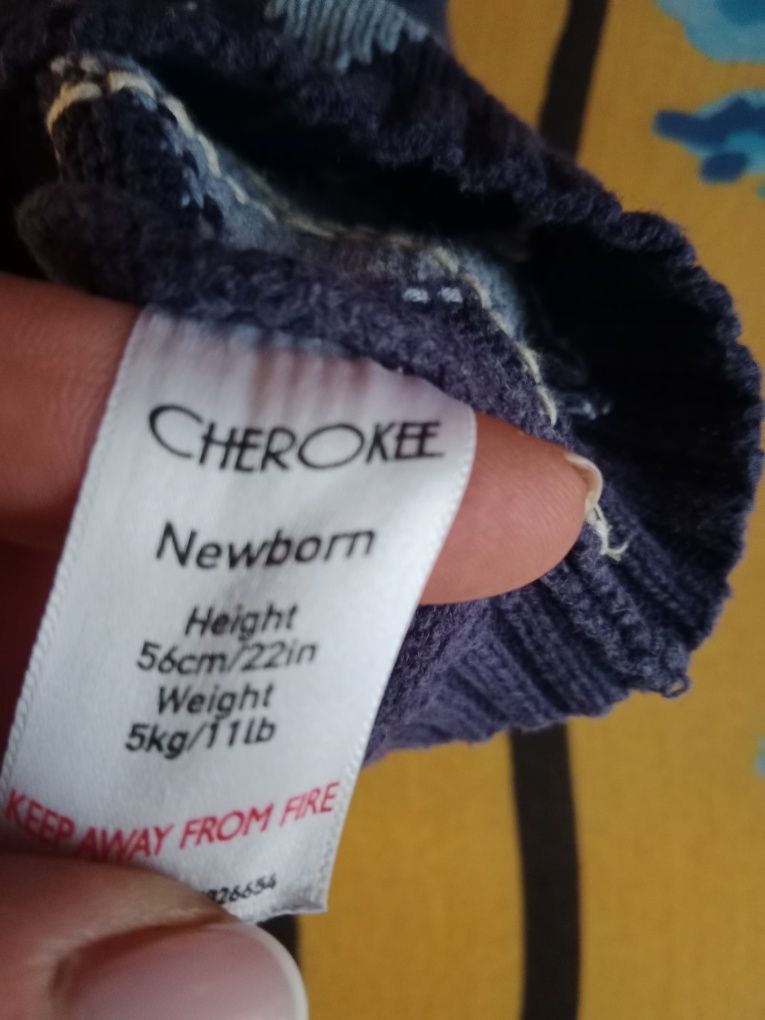 CHEROKEE
Newborn
Height
56cm/22in
Weight
5kg/11lb
KEEP AWAY FROM FIRE